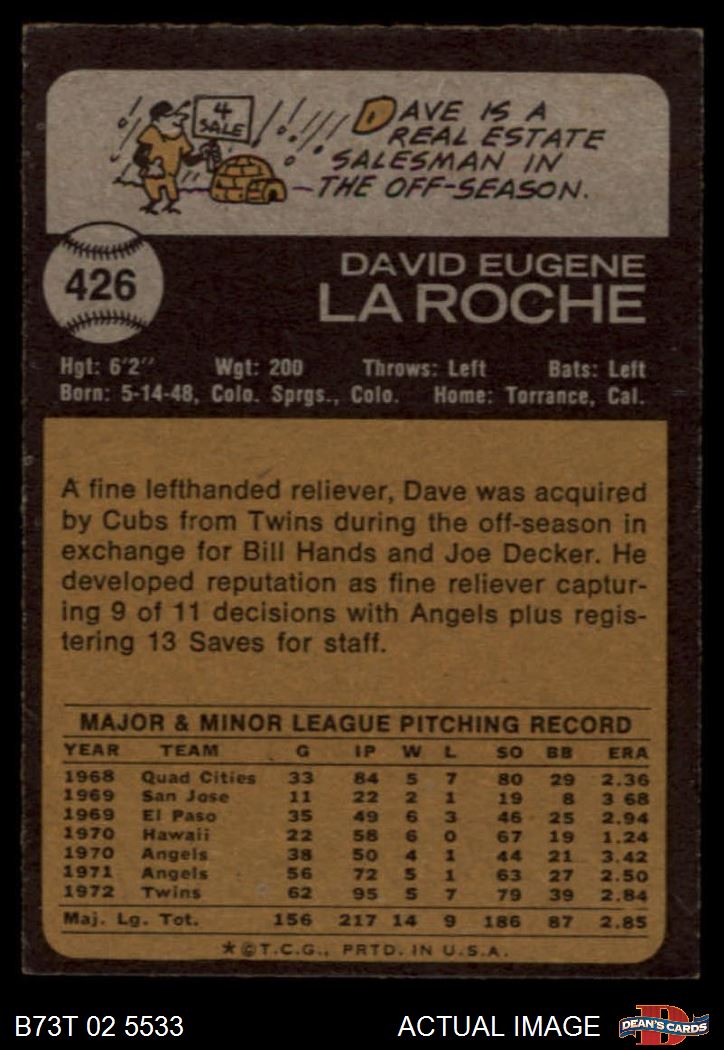 4
SALE
DAVE IS A
REAL ESTATE
SALESMAN IN
THE OFF-SEASON.
426
DAVID EUGENE
LA ROCHE
Hgt: 6'2" Wgt: 200 Throws: Left Bats: Left
Born: 5-14-48, Colo. Sprgs., Colo. Home: Torrance, Cal.
A fine lefthanded reliever, Dave was acquired
by Cubs from Twins during the off-season in
exchange for Bill Hands and Joe Decker. He
developed reputation as fine reliever captur-
ing 9 of 11 decisions with Angels plus regis-
tering 13 Saves for staff.
MAJOR & MINOR LEAGUE PITCHING RECORD
YEAR TEAM G IP W L SO BB ERA
1968 Quad Cities 33 84 5 7 80 29 2.36
1969 San Jose 11 22 2 1 19 8 3 68
1969 El Paso 35 49 6 3 46 25 2.94
1970 Hawaii 22 58 6 0 67 19 1.24
1970 Angels 38 50 4 1 44 21 3.42
1971 Angels 56 72 5 1 63 27 2.50
1972 Twins 62 95 5 7 79 39 2.84
Maj. Lg. Tot. 156 217 14 9 186 87 2.85
★©T.C.G., PRTD. IN U.S.A.
B73T 02 5533 ACTUAL IMAGE
D
DEAN'S CARDS